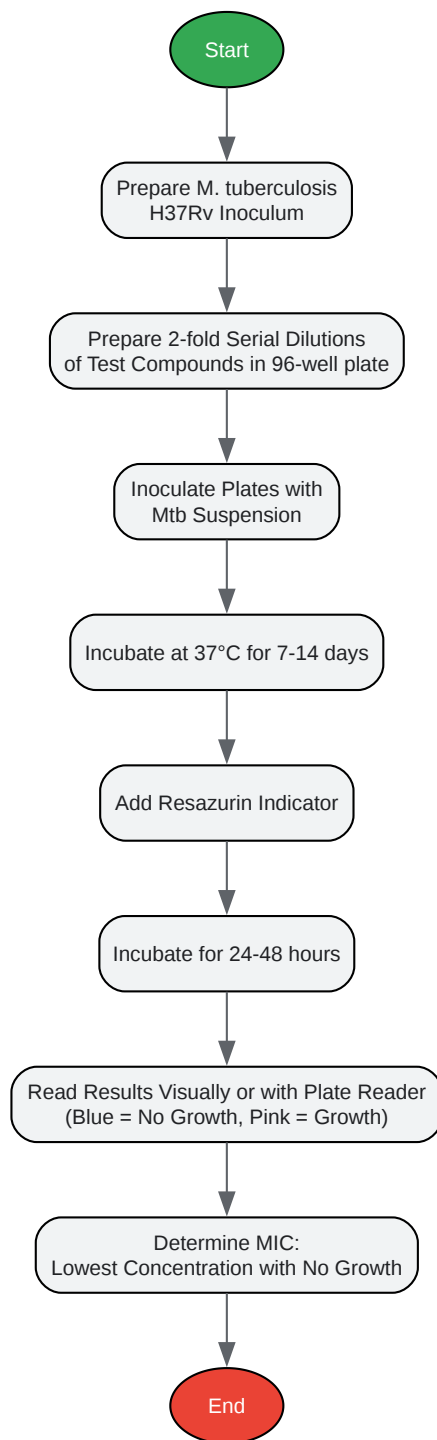 Start
Prepare M. tuberculosis
H37Rv Inoculum
Prepare 2-fold Serial Dilutions
of Test Compounds in 96-well plate
Inoculate Plates with
Mtb Suspension
Incubate at 37°C for 7-14 days
Add Resazurin Indicator
Incubate for 24-48 hours
Read Results Visually or with Plate Reader
(Blue = No Growth, Pink = Growth)
Determine MIC:
Lowest Concentration with No Growth
End